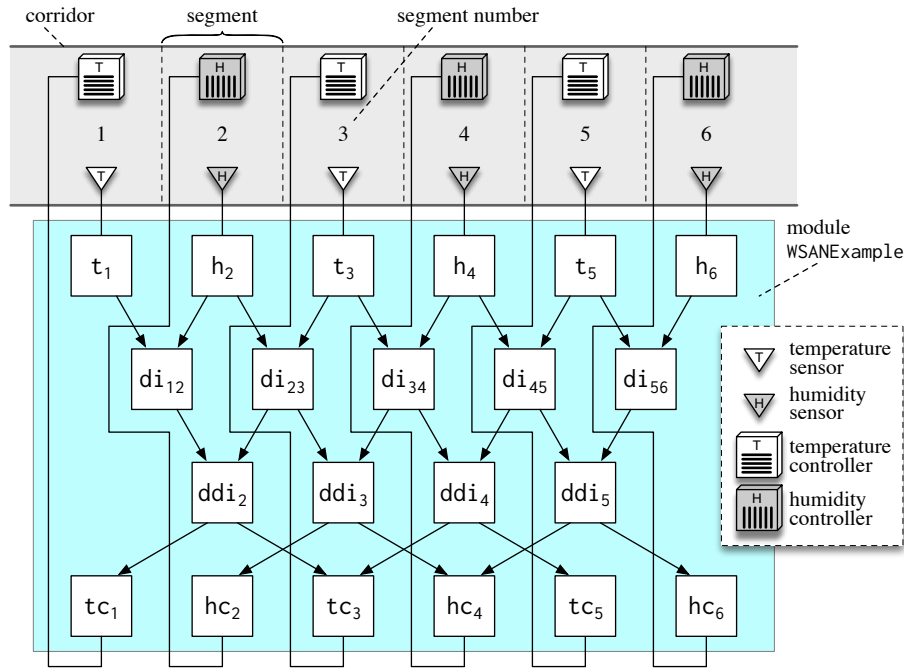 corridor segment segment number
T H T H T H
1 2 3 4 5 6
T H T H T H
module
WSANExample
t₁ h₂ t₃ h₄ t₅ h₆
di₁₂ di₂₃ di₃₄ di₄₅ di₅₆
ddi₂ ddi₃ ddi₄ ddi₅
tc₁ hc₂ tc₃ hc₄ tc₅ hc₆
T temperature
sensor
H humidity
sensor
T temperature
controller
H humidity
controller